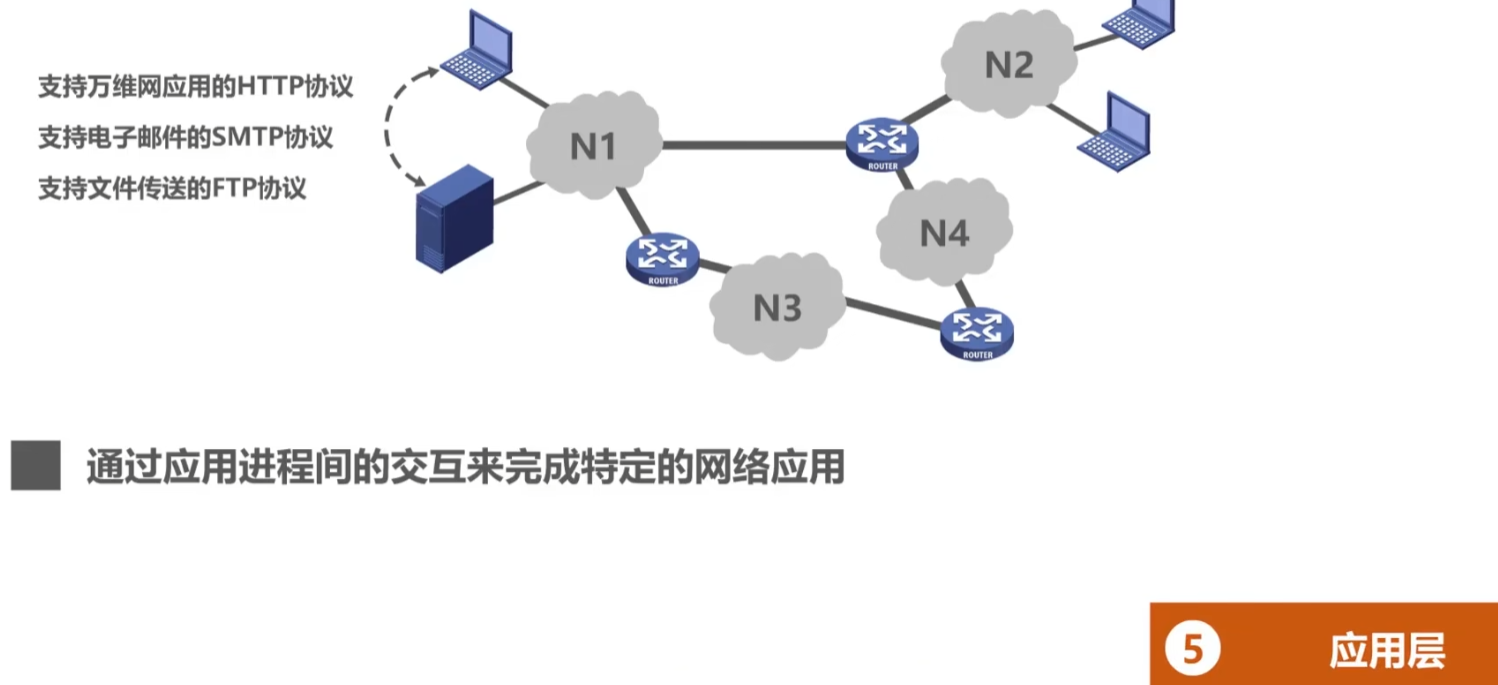 支持万维网应用的HTTP协议
支持电子邮件的SMTP协议
支持文件传送的FTP协议
N1
N2
ROUTER
N4
ROUTER
N3
ROUTER
通过应用进程间的交互来完成特定的网络应用
5 应用层